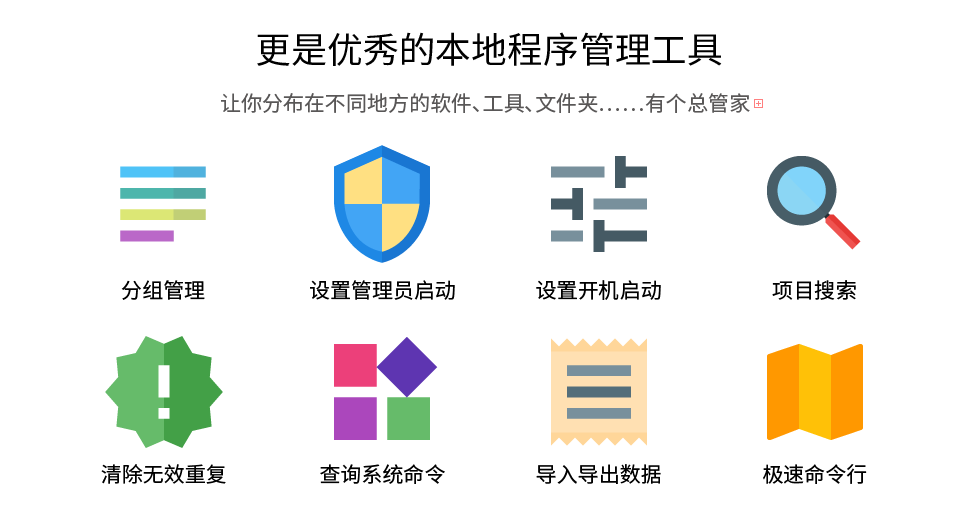 更是优秀的本地程序管理工具
让你分布在不同地方的软件、工具、文件夹……有个总管家
分组管理
设置管理员启动
设置开机启动
项目搜索
清除无效重复
查询系统命令
导入导出数据
极速命令行